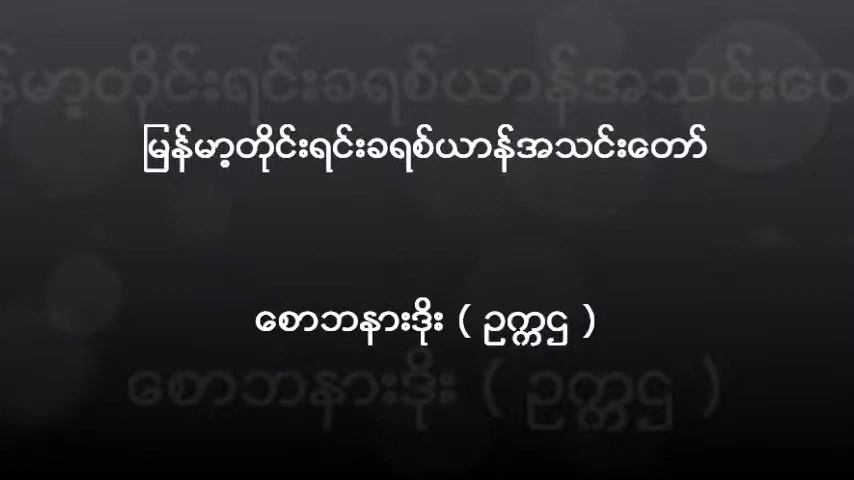 မြန်မာ့တိုင်းရင်းခရစ်ယာန်အသင်းတော်
စောဘနားဒိုး ( ဥက္ကဌ )